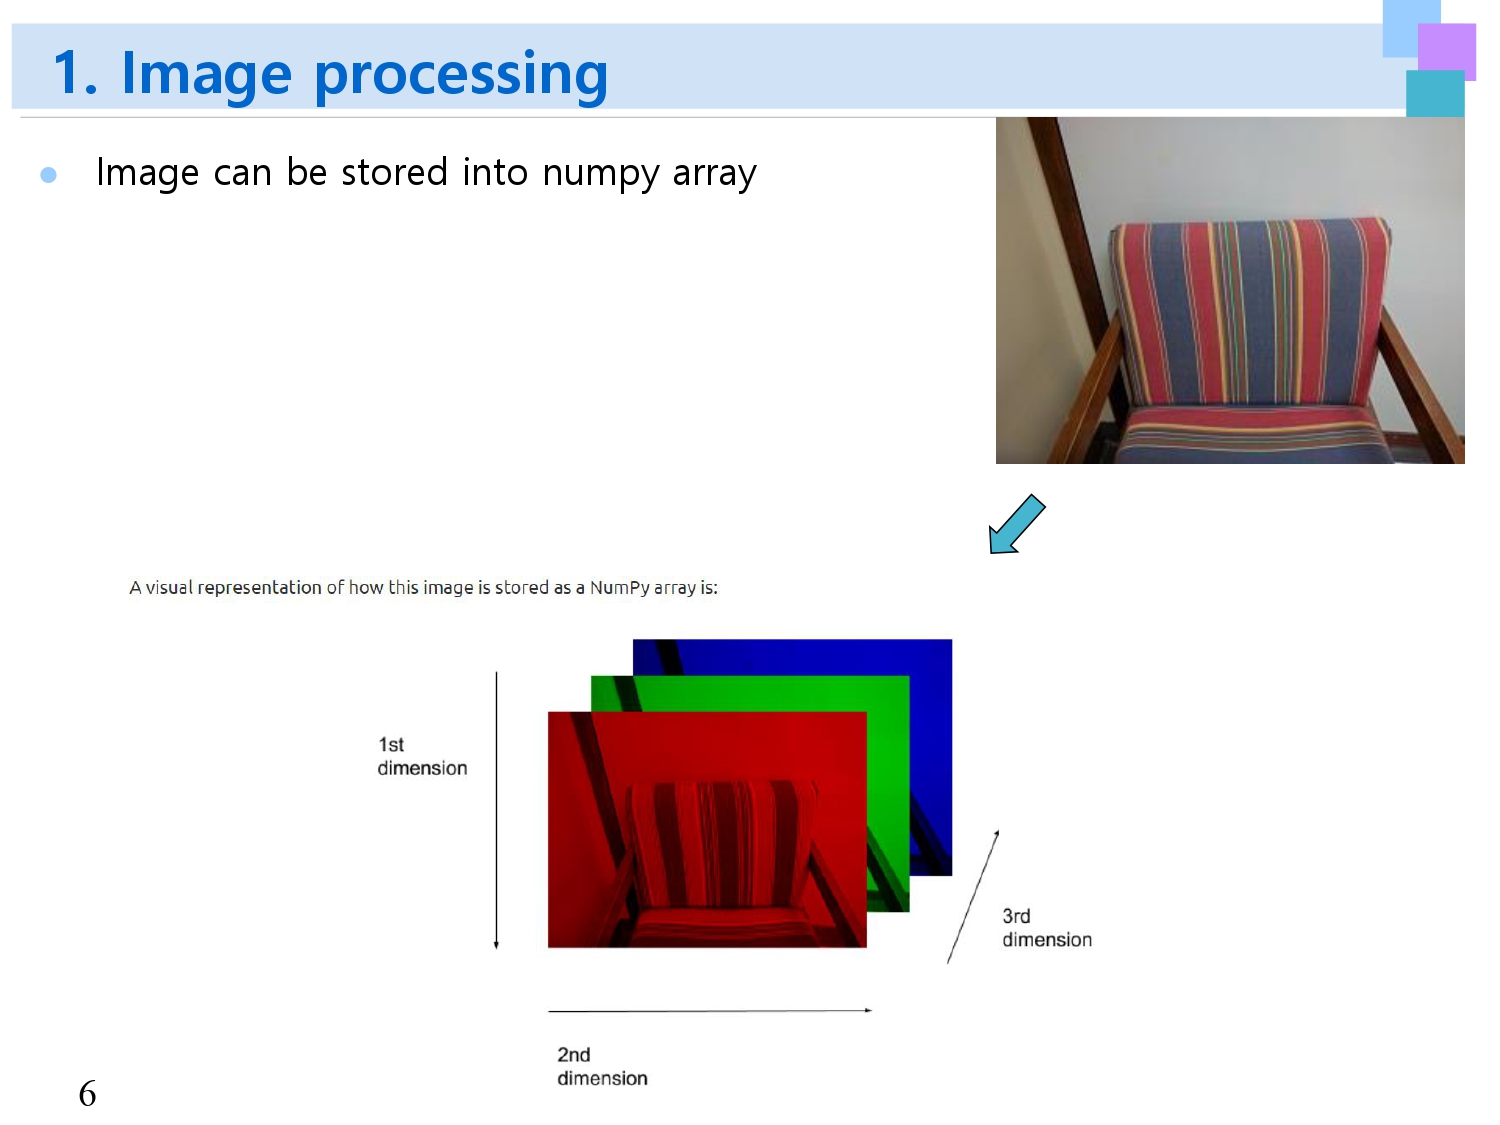 1. Image processing
Image can be stored into numpy array
A visual representation of how this image is stored as a NumPy array is:
1st
dimension
3rd
dimension
2nd
dimension
6